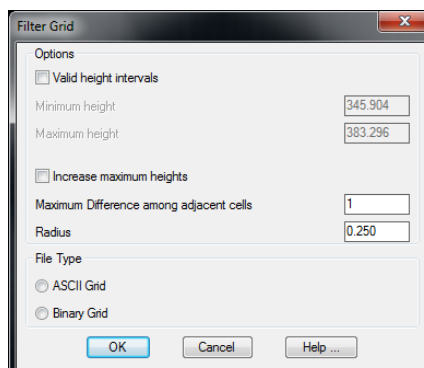 Filter Grid
Options
Valid height intervals
Minimum height 345.904
Maximum height 383.296
Increase maximum heights
Maximum Difference among adjacent cells 1
Radius 0.250
File Type
ASCII Grid
Binary Grid
OK Cancel Help ...